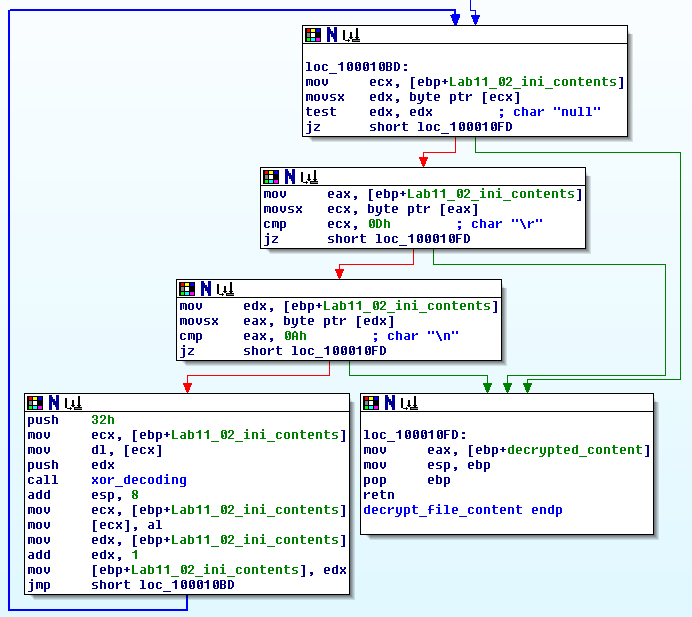 loc_100010BD:
mov ecx, [ebp+Lab11_02_ini_contents]
movsx edx, byte ptr [ecx]
test edx, edx ; char "null"
jz short loc_100010FD
mov eax, [ebp+Lab11_02_ini_contents]
movsx ecx, byte ptr [eax]
cmp ecx, 0Dh ; char "\r"
jz short loc_100010FD
mov edx, [ebp+Lab11_02_ini_contents]
movsx eax, byte ptr [edx]
cmp eax, 0Ah ; char "\n"
jz short loc_100010FD
push 32h
mov ecx, [ebp+Lab11_02_ini_contents]
mov dl, [ecx]
push edx
call xor_decoding
add esp, 8
mov ecx, [ebp+Lab11_02_ini_contents]
mov [ecx], al
mov edx, [ebp+Lab11_02_ini_contents]
add edx, 1
mov [ebp+Lab11_02_ini_contents], edx
jmp short loc_100010BD
loc_100010FD:
mov eax, [ebp+decrypted_content]
mov esp, ebp
pop ebp
retn
decrypt_file_content endp